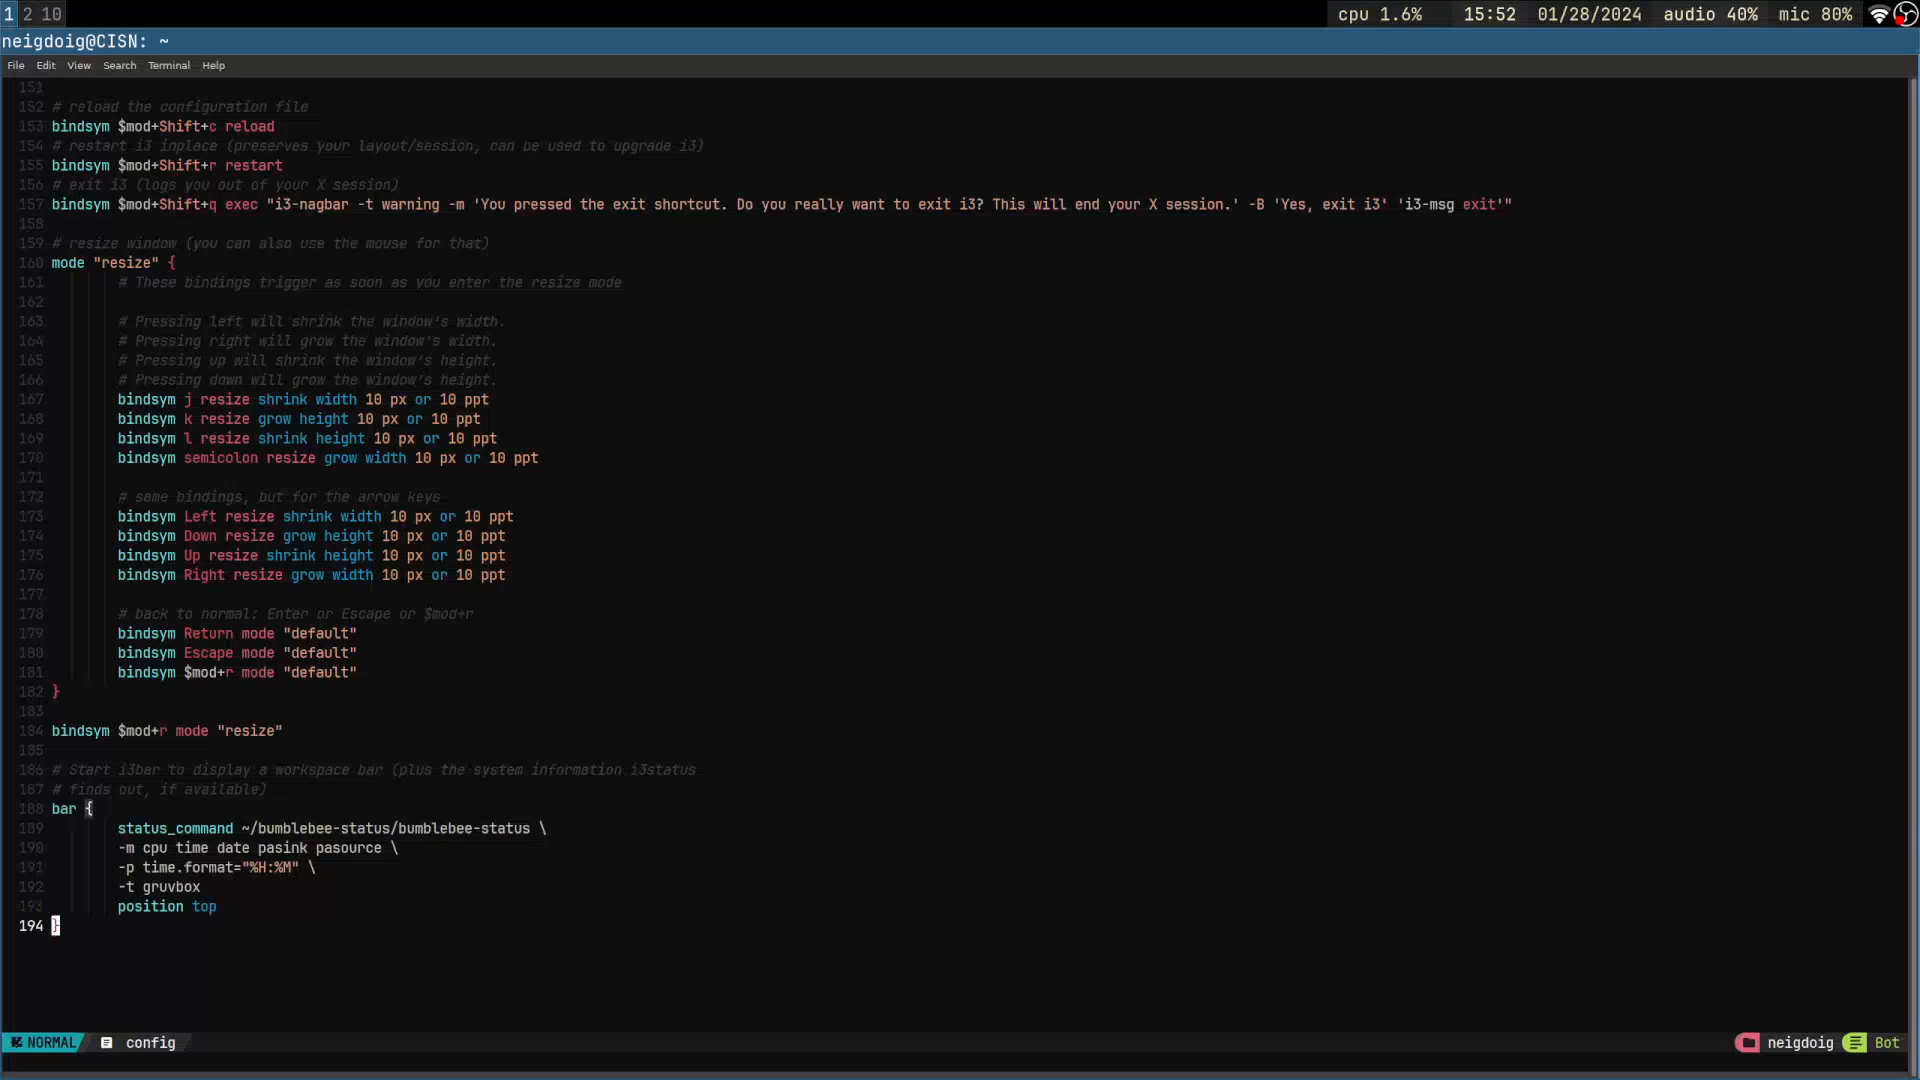 1 2 10 cpu 1.6% 15:52 01/28/2024 audio 40% mic 80%
neigdoig@CISN: ~
File Edit View Search Terminal Help
151
152 # reload the configuration file
153 bindsym $mod+Shift+c reload
154 # restart i3 inplace (preserves your layout/session, can be used to upgrade i3)
155 bindsym $mod+Shift+r restart
156 # exit i3 (logs you out of your X session)
157 bindsym $mod+Shift+q exec "i3-nagbar -t warning -m 'You pressed the exit shortcut. Do you really want to exit i3? This will end your X session.' -B 'Yes, exit i3' 'i3-msg exit'"
158
159 # resize window (you can also use the mouse for that)
160 mode "resize" {
161 # These bindings trigger as soon as you enter the resize mode
162
163 # Pressing left will shrink the window's width.
164 # Pressing right will grow the window's width.
165 # Pressing up will shrink the window's height.
166 # Pressing down will grow the window's height.
167 bindsym j resize shrink width 10 px or 10 ppt
168 bindsym k resize grow height 10 px or 10 ppt
169 bindsym l resize shrink height 10 px or 10 ppt
170 bindsym semicolon resize grow width 10 px or 10 ppt
171
172 # same bindings, but for the arrow keys
173 bindsym Left resize shrink width 10 px or 10 ppt
174 bindsym Down resize grow height 10 px or 10 ppt
175 bindsym Up resize shrink height 10 px or 10 ppt
176 bindsym Right resize grow width 10 px or 10 ppt
177
178 # back to normal: Enter or Escape or $mod+r
179 bindsym Return mode "default"
180 bindsym Escape mode "default"
181 bindsym $mod+r mode "default"
182 }
183
184 bindsym $mod+r mode "resize"
185
186 # Start i3bar to display a workspace bar (plus the system information i3status
187 # finds out, if available)
188 bar {
189 status_command ~/bumblebee-status/bumblebee-status \
190 -m cpu time date pasink pasource \
191 -p time.format="%H:%M" \
192 -t gruvbox
193 position top
194 }
NORMAL config neigdoig Bot